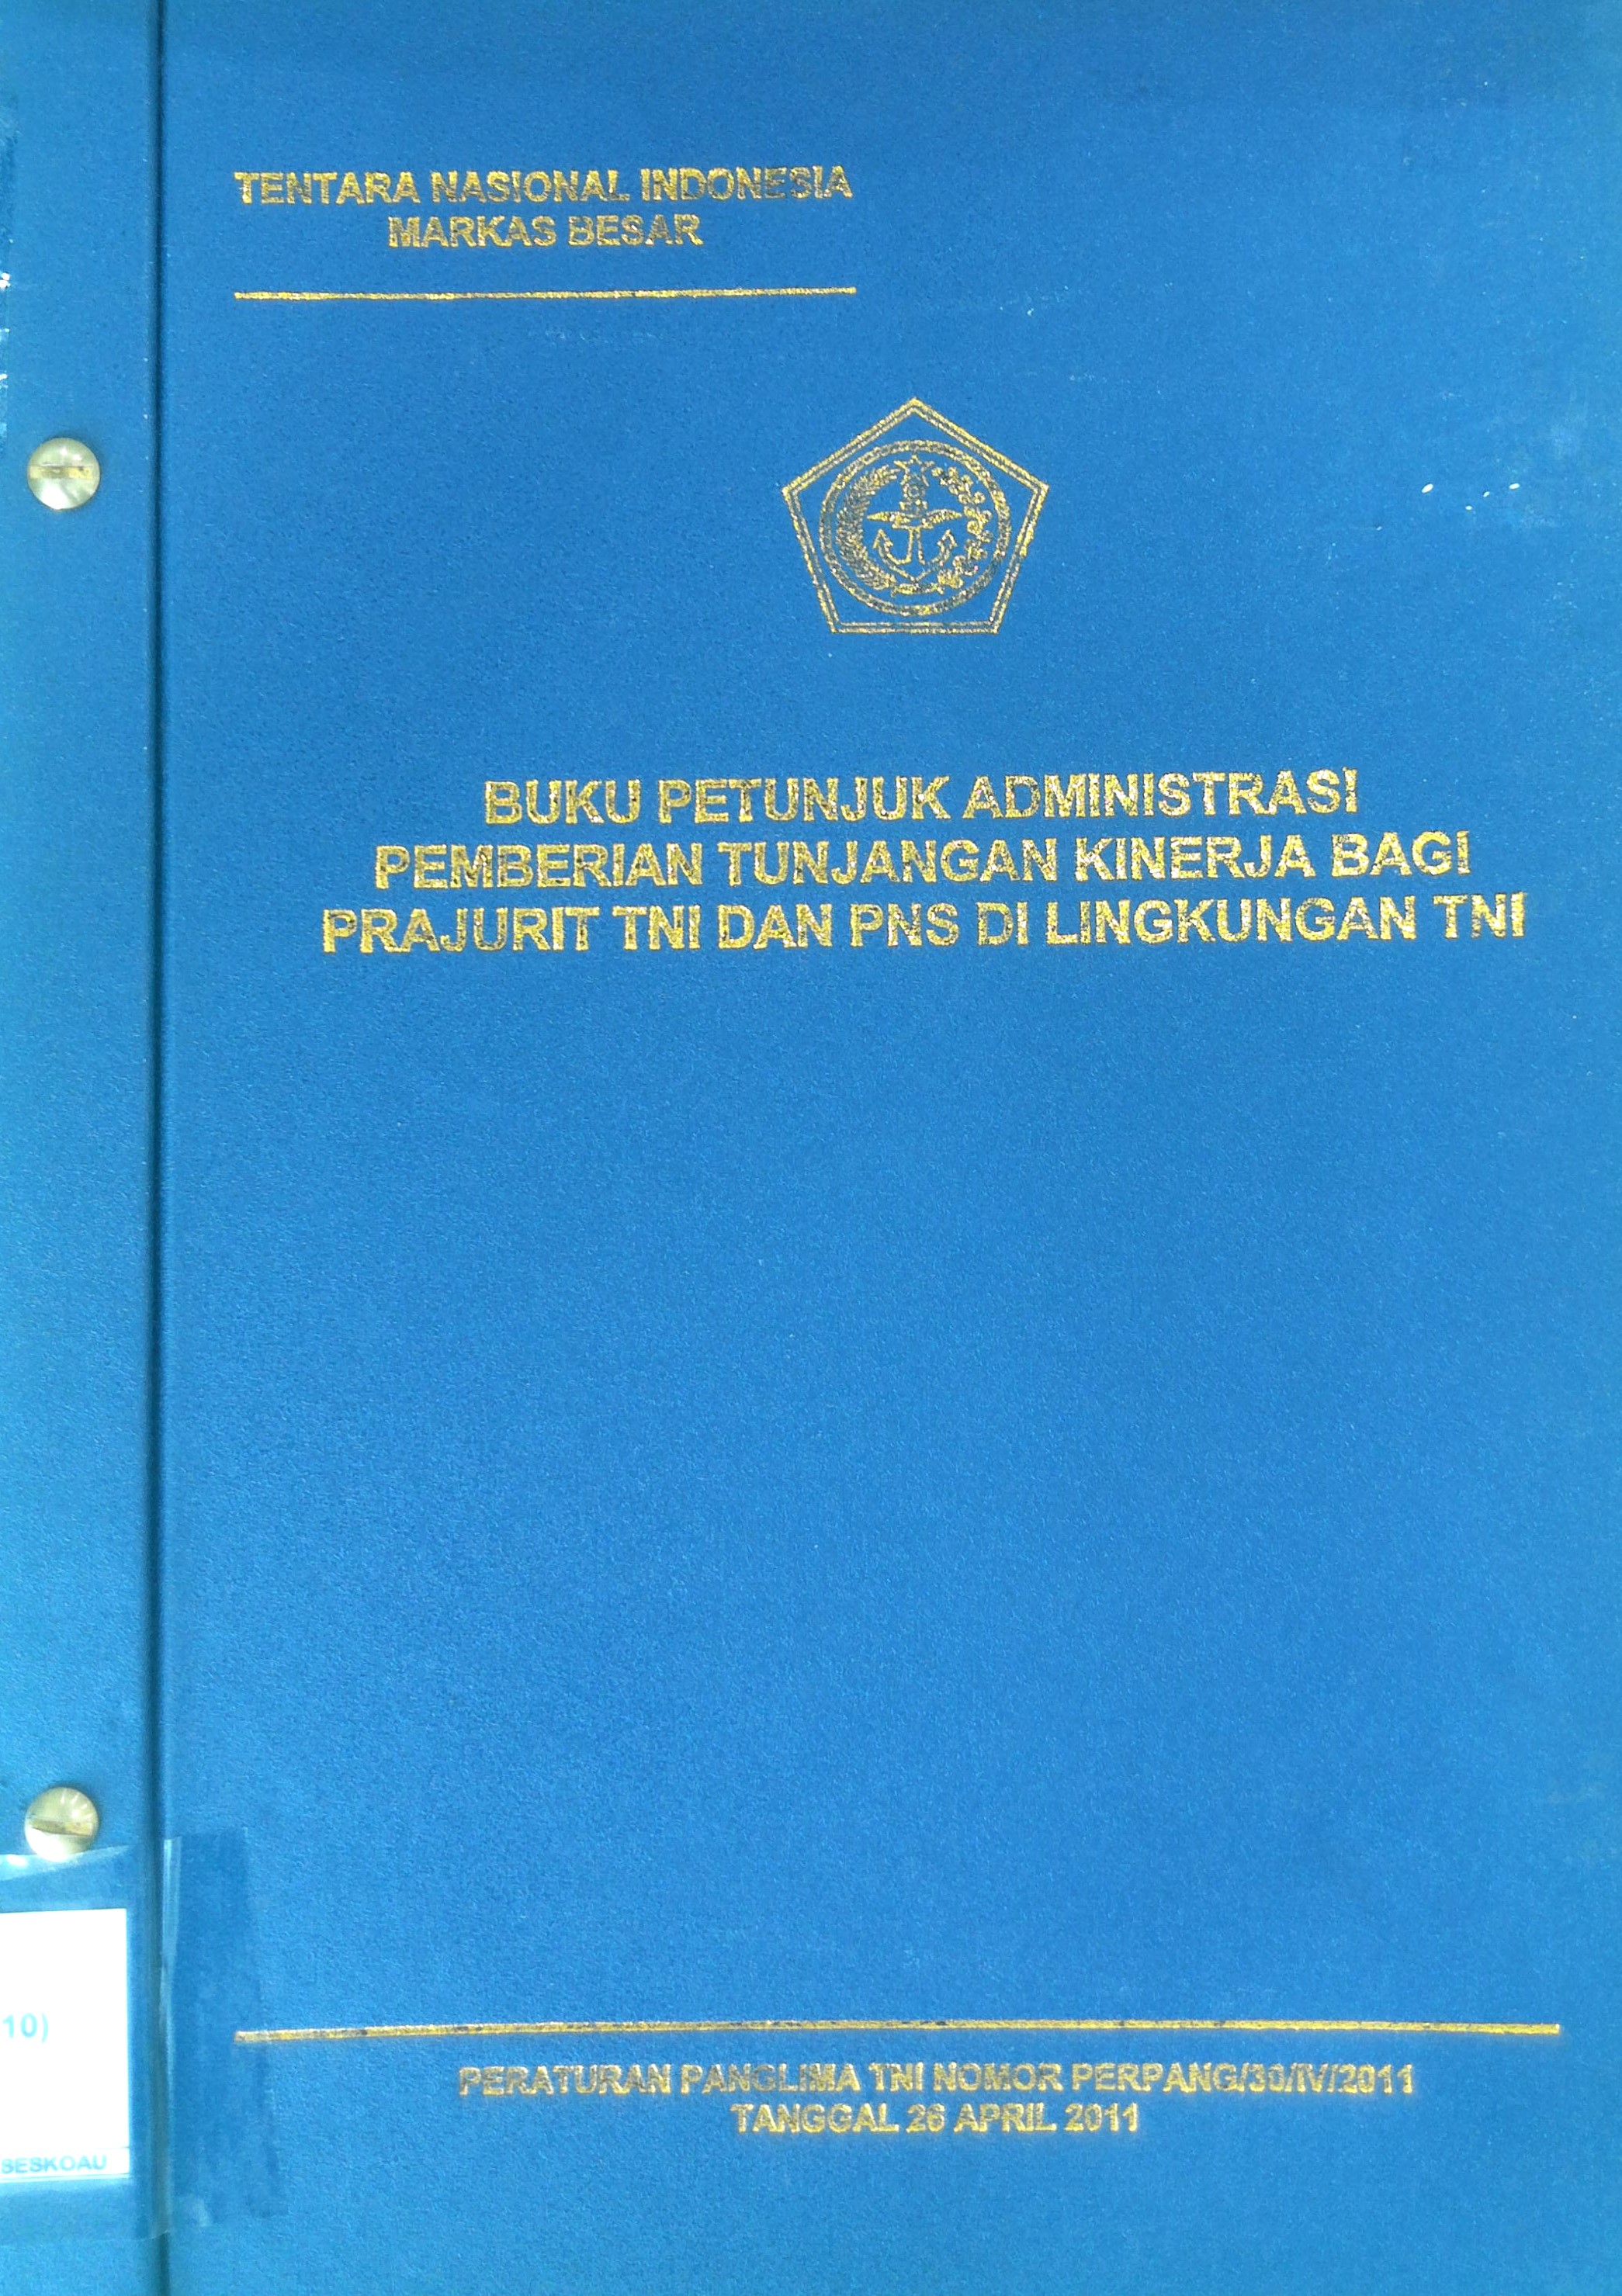 TENTARA NASIONAL INDONESIA
MARKAS BESAR
BUKU PETUNJUK ADMINISTRASI
PEMBERIAN TUNJANGAN KINERJA BAGI
PRAJURIT TNI DAN PNS DI LINGKUNGAN TNI
10)
SESKOAU
PERATURAN PANGLIMA TNI NOMOR PERPANG/30/IV/2011
TANGGAL 26 APRIL 2011